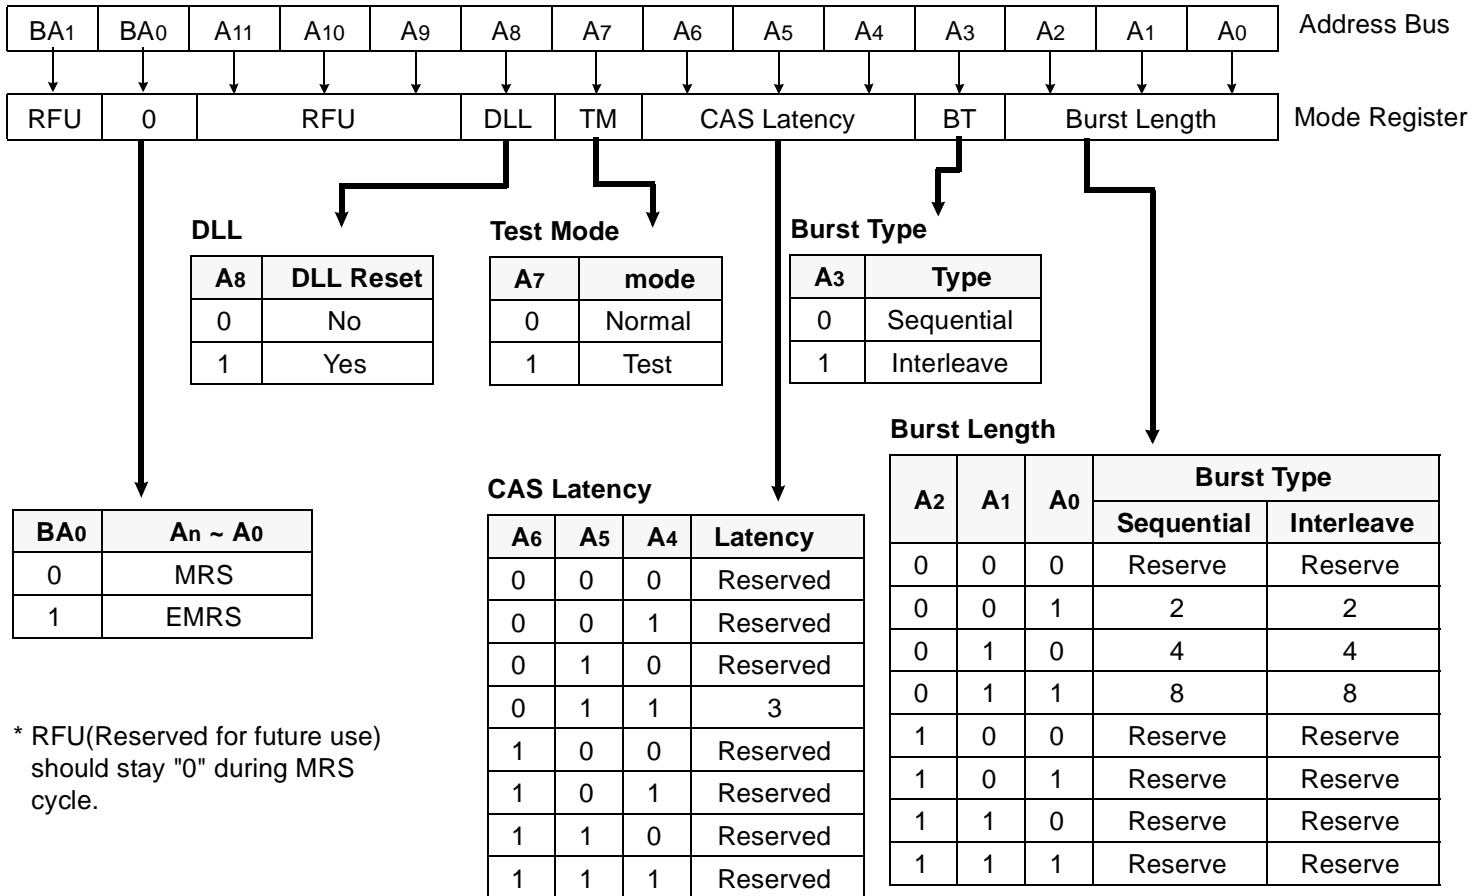 BA1 BA0 A11 A10 A9 A8 A7 A6 A5 A4 A3 A2 A1 A0 Address Bus
RFU 0 RFU DLL TM CAS Latency BT Burst Length Mode Register
DLL
A8 DLL Reset
0 No
1 Yes
Test Mode
A7 mode
0 Normal
1 Test
Burst Type
A3 Type
0 Sequential
1 Interleave
BA0 An ~ A0
0 MRS
1 EMRS
* RFU(Reserved for future use)
should stay "0" during MRS
cycle.
CAS Latency
A6 A5 A4 Latency
0 0 0 Reserved
0 0 1 Reserved
0 1 0 Reserved
0 1 1 3
1 0 0 Reserved
1 0 1 Reserved
1 1 0 Reserved
1 1 1 Reserved
Burst Length
A2 A1 A0 Burst Type
Sequential Interleave
0 0 0 Reserve Reserve
0 0 1 2 2
0 1 0 4 4
0 1 1 8 8
1 0 0 Reserve Reserve
1 0 1 Reserve Reserve
1 1 0 Reserve Reserve
1 1 1 Reserve Reserve